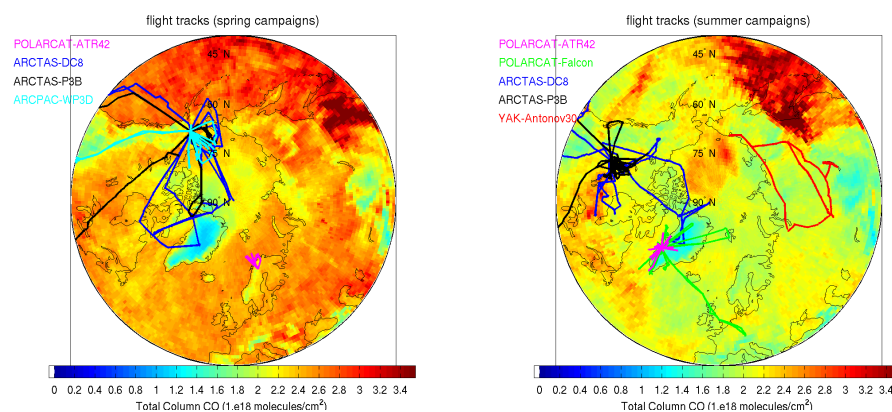 flight tracks (spring campaigns)
POLARCAT-ATR42
ARCTAS-DC8
ARCTAS-P3B
ARCPAC-WP3D
45° N
60° N
75° N
90° N
0 0.2 0.4 0.6 0.8 1 1.2 1.4 1.6 1.8 2 2.2 2.4 2.6 2.8 3 3.2 3.4
Total Column CO (1.e18 molecules/cm²)
flight tracks (summer campaigns)
POLARCAT-ATR42
POLARCAT-Falcon
ARCTAS-DC8
ARCTAS-P3B
YAK-Antonov30
45° N
60° N
75° N
90° N
0 0.2 0.4 0.6 0.8 1 1.2 1.4 1.6 1.8 2 2.2 2.4 2.6 2.8 3 3.2 3.4
Total Column CO (1.e18 molecules/cm²)